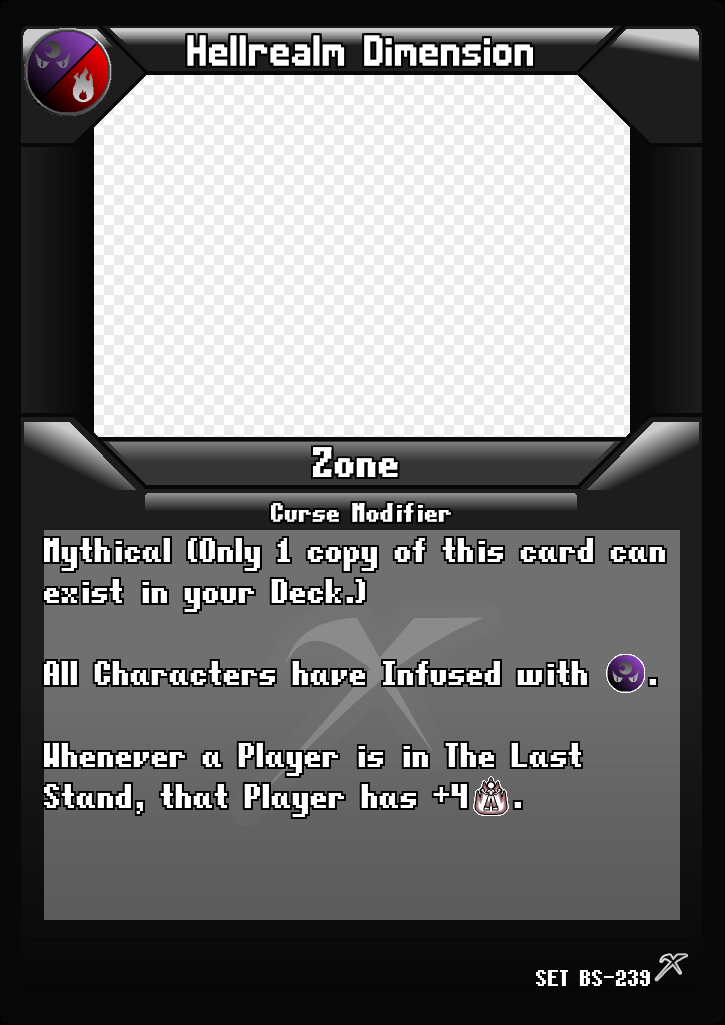 Hellrealm Dimension
Zone
Curse Modifier
Mythical (Only 1 copy of this card can
exist in your Deck.)
All Characters have Infused with .
Whenever a Player is in The Last
Stand, that Player has +4.
SET BS-239